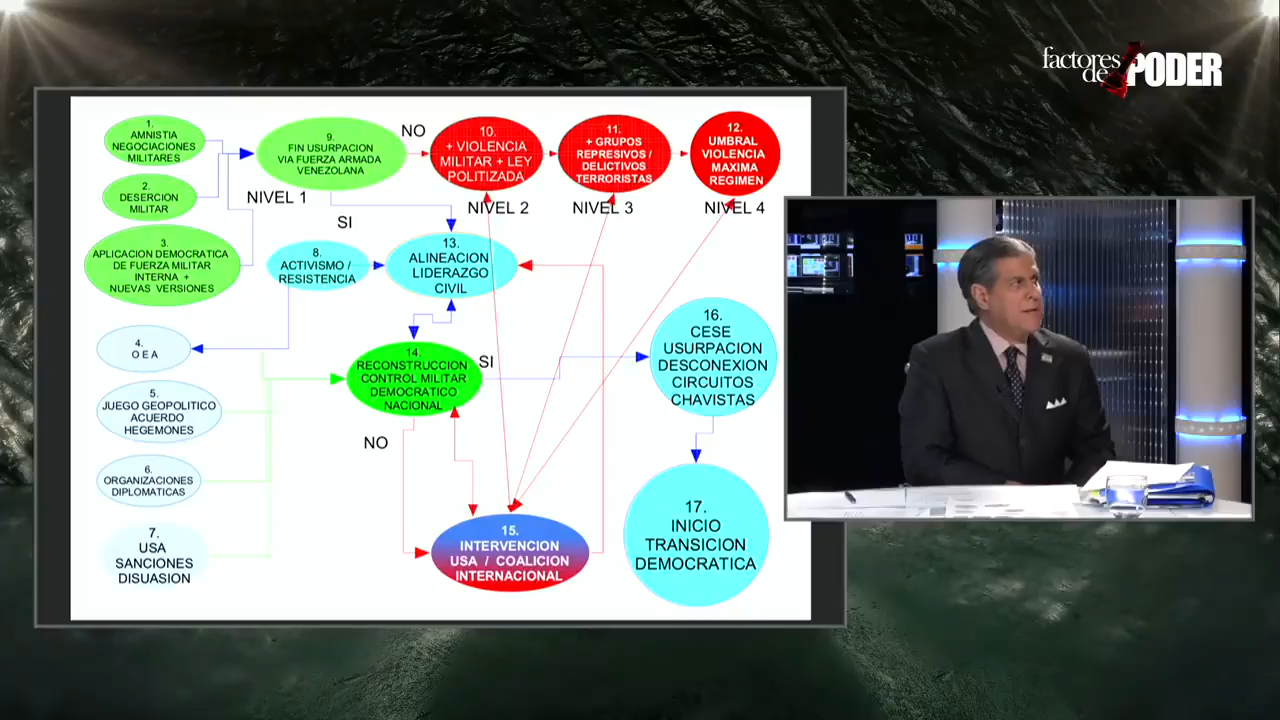 factores
de PODER
1.
AMNISTIA
NEGOCIACIONES
MILITARES
2.
DESERCION
MILITAR
3.
APLICACION DEMOCRATICA
DE FUERZA MILITAR
INTERNA +
NUEVAS VERSIONES
9.
FIN USURPACION
VIA FUERZA ARMADA
VENEZOLANA
NO
10.
+ VIOLENCIA
MILITAR + LEY
POLITIZADA
11.
+ GRUPOS
REPRESIVOS /
DELICTIVOS
TERRORISTAS
12.
UMBRAL
VIOLENCIA
MAXIMA
REGIMEN
NIVEL 1
NIVEL 2
NIVEL 3
NIVEL 4
SI
8.
ACTIVISMO /
RESISTENCIA
13.
ALINEACION
LIDERAZGO
CIVIL
4.
O E A
5.
JUEGO GEOPOLITICO
ACUERDO
HEGEMONES
6.
ORGANIZACIONES
DIPLOMATICAS
7.
USA
SANCIONES
DISUASION
14.
RECONSTRUCCION
CONTROL MILITAR
DEMOCRATICO
NACIONAL
SI
NO
15.
INTERVENCION
USA / COALICION
INTERNACIONAL
16.
CESE
USURPACION
DESCONEXION
CIRCUITOS
CHAVISTAS
17.
INICIO
TRANSICION
DEMOCRATICA